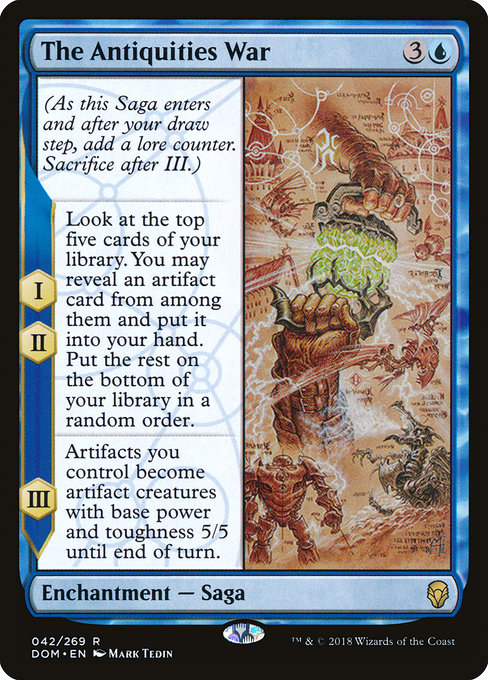 The Antiquities War 3
(As this Saga enters
and after your draw
step, add a lore counter.
Sacrifice after III.)
I
II
Look at the top
five cards of your
library. You may
reveal an artifact
card from among
them and put it
into your hand.
Put the rest on
the bottom of
your library in a
random order.
III
Artifacts you
control become
artifact creatures
with base power
and toughness 5/5
until end of turn.
Enchantment — Saga
042/269 R
DOM • EN Mark Tedin
™ & © 2018 Wizards of the Coast